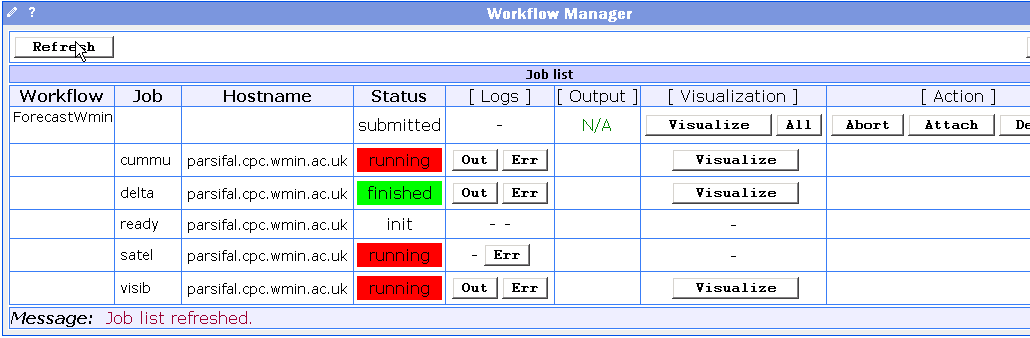 ? Workflow Manager
Refresh
Job list
Workflow Job Hostname Status [ Logs ] [ Output ] [ Visualization ] [ Action ]
ForecastWmin submitted - N/A Visualize All Abort Attach De
cummu parsifal.cpc.wmin.ac.uk running Out Err Visualize
delta parsifal.cpc.wmin.ac.uk finished Out Err Visualize
ready parsifal.cpc.wmin.ac.uk init - - -
satel parsifal.cpc.wmin.ac.uk running - Err -
visib parsifal.cpc.wmin.ac.uk running Out Err Visualize
Message: Job list refreshed.